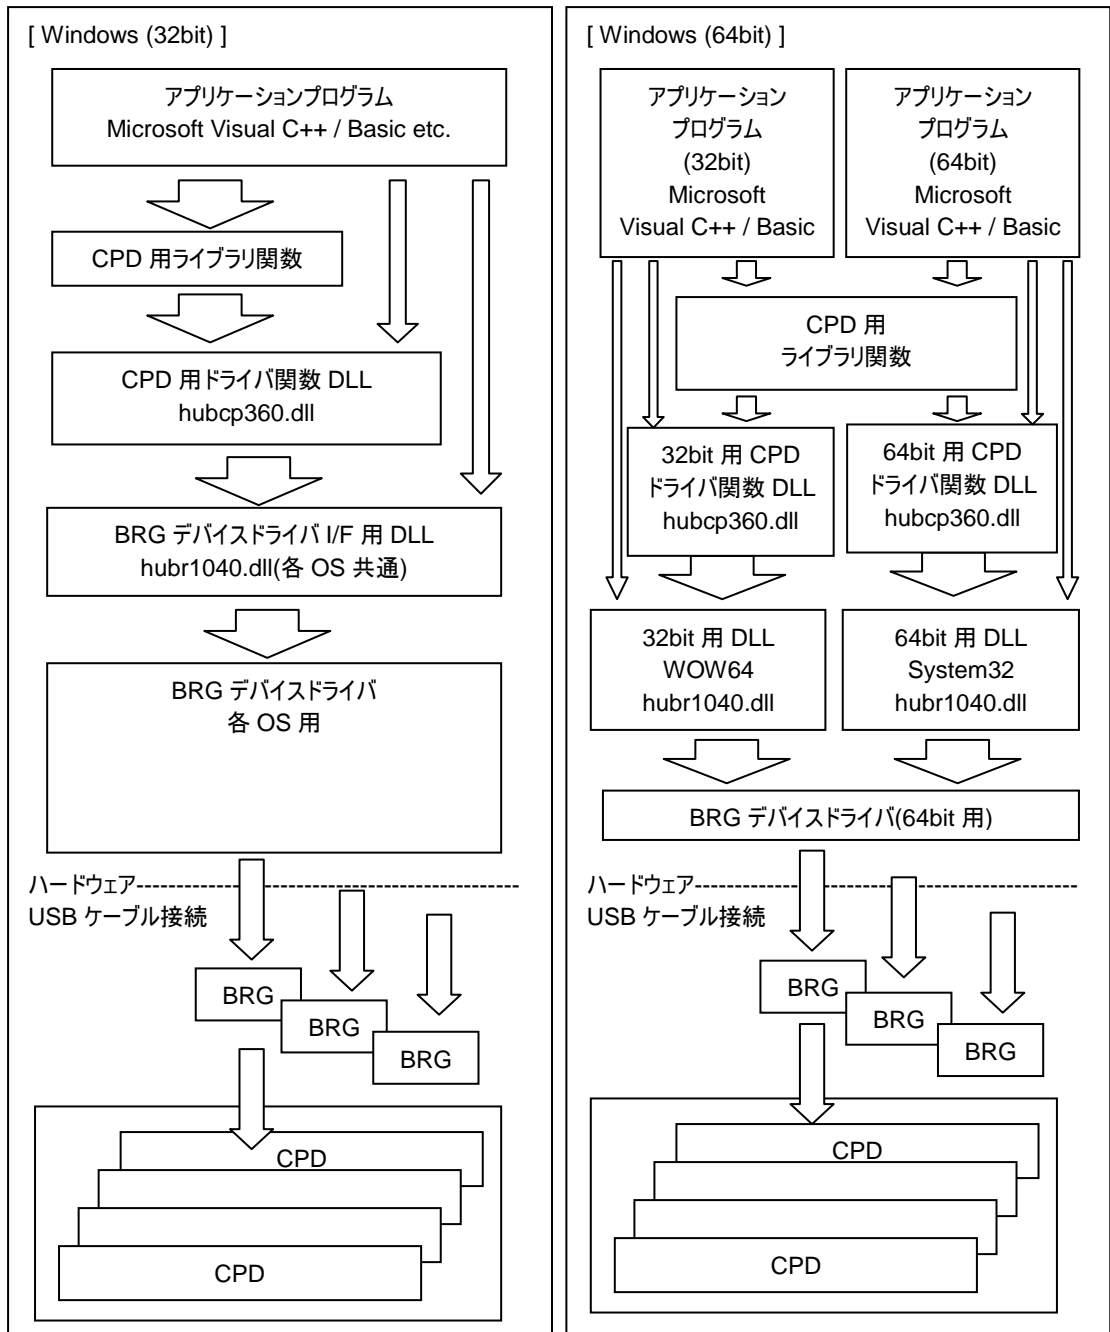 [ Windows (32bit) ]
アプリケーションプログラム
Microsoft Visual C++ / Basic etc.
CPD 用ライブラリ関数
CPD 用ドライバ関数 DLL
hubcp360.dll
BRG デバイスドライバ I/F 用 DLL
hubr1040.dll(各 OS 共通)
BRG デバイスドライバ
各 OS 用
ハードウェア
USB ケーブル接続
BRG
BRG
BRG
CPD
CPD
[ Windows (64bit) ]
アプリケーション
プログラム
(32bit)
Microsoft
Visual C++ / Basic
アプリケーション
プログラム
(64bit)
Microsoft
Visual C++ / Basic
CPD 用
ライブラリ関数
32bit 用 CPD
ドライバ関数 DLL
hubcp360.dll
64bit 用 CPD
ドライバ関数 DLL
hubcp360.dll
32bit 用 DLL
WOW64
hubr1040.dll
64bit 用 DLL
System32
hubr1040.dll
BRG デバイスドライバ(64bit 用)
ハードウェア
USB ケーブル接続
BRG
BRG
BRG
CPD
CPD